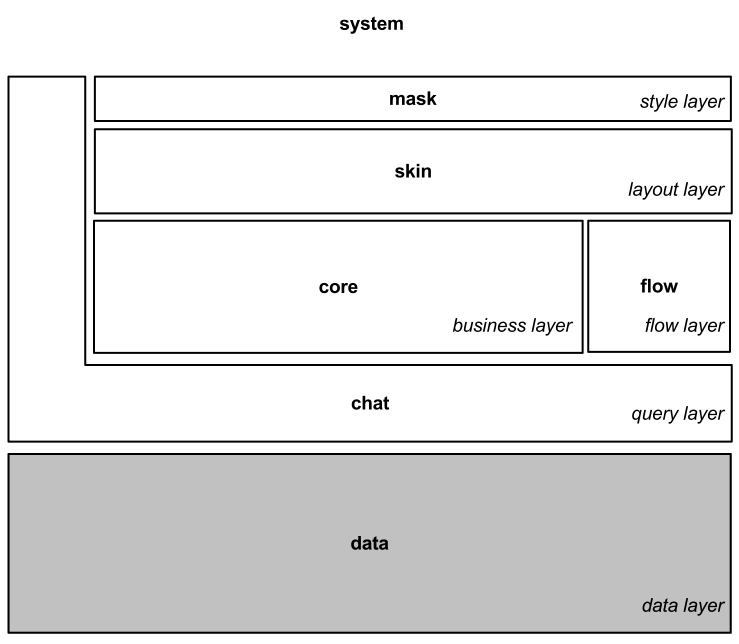 system
mask
style layer
skin
layout layer
core
business layer
flow
flow layer
chat
query layer
data
data layer